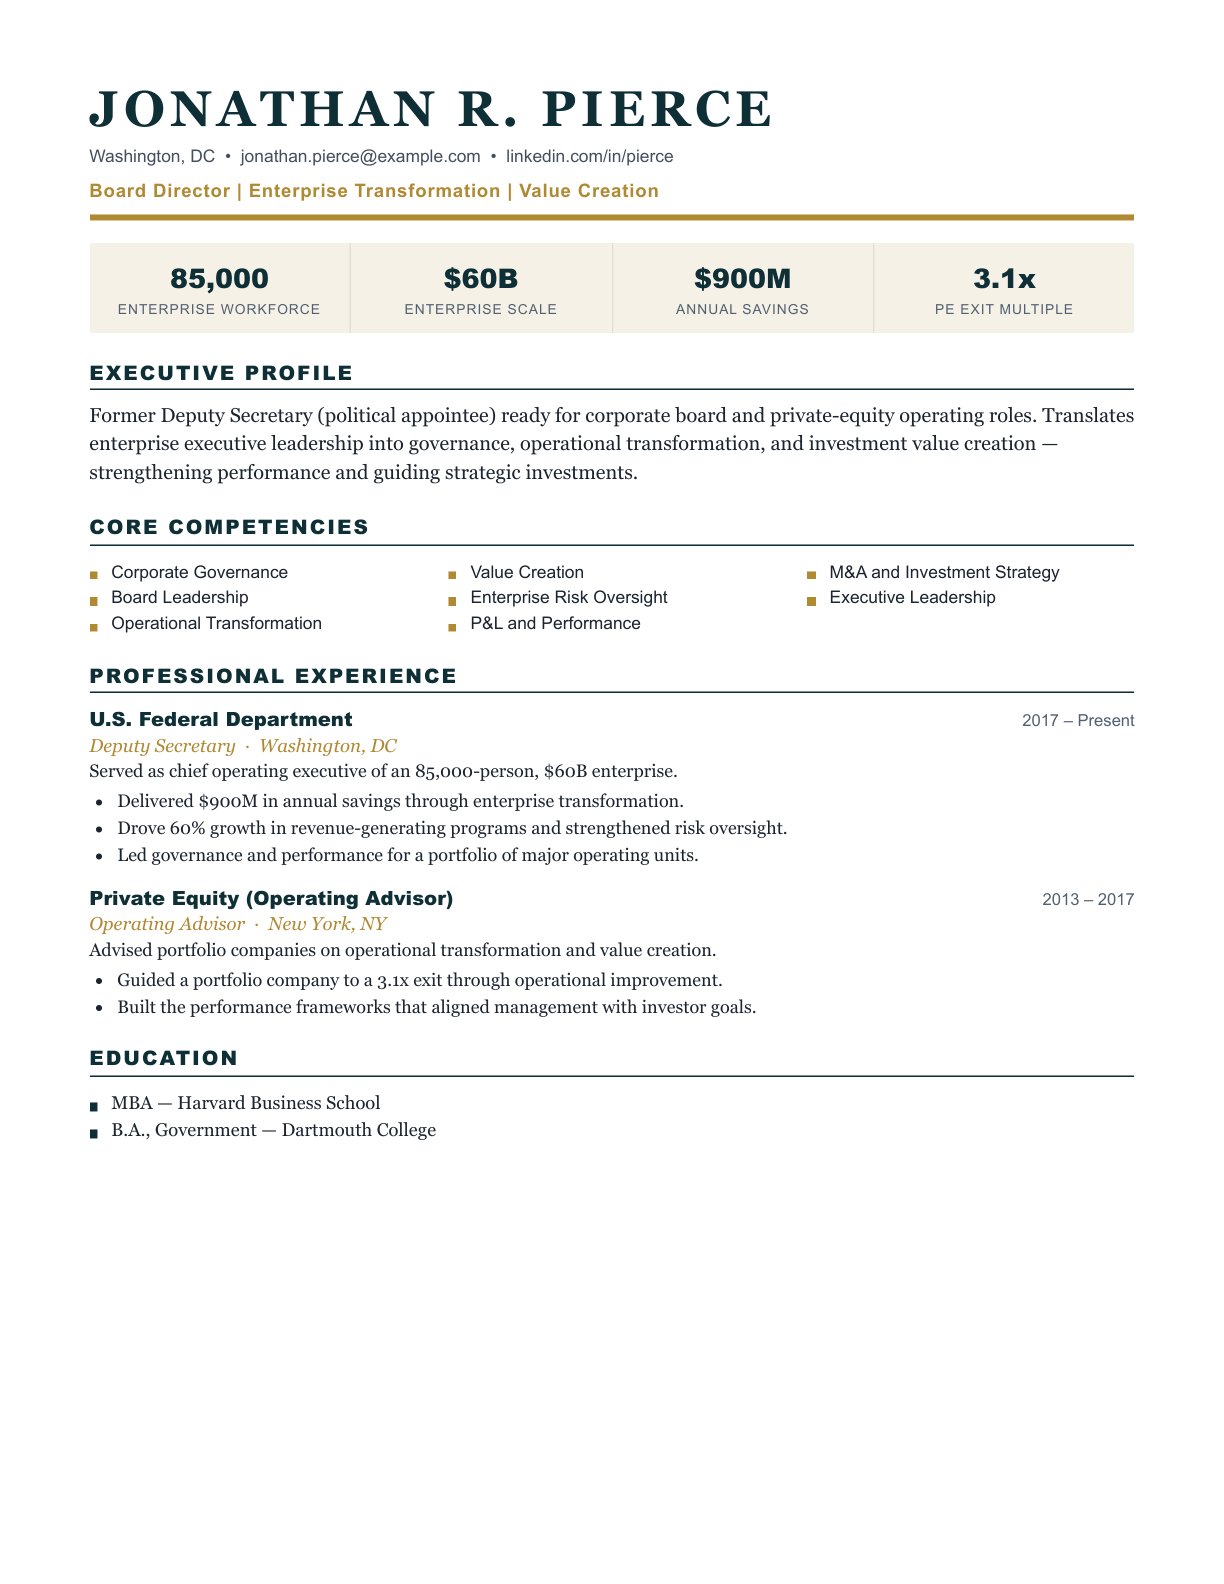 JONATHAN R. PIERCE
Washington, DC • jonathan.pierce@example.com • linkedin.com/in/pierce
Board Director | Enterprise Transformation | Value Creation
85,000
ENTERPRISE WORKFORCE
$60B
ENTERPRISE SCALE
$900M
ANNUAL SAVINGS
3.1x
PE EXIT MULTIPLE
EXECUTIVE PROFILE
Former Deputy Secretary (political appointee) ready for corporate board and private-equity operating roles. Translates
enterprise executive leadership into governance, operational transformation, and investment value creation —
strengthening performance and guiding strategic investments.
CORE COMPETENCIES
Corporate Governance
Board Leadership
Operational Transformation
Value Creation
Enterprise Risk Oversight
P&L and Performance
M&A and Investment Strategy
Executive Leadership
PROFESSIONAL EXPERIENCE
U.S. Federal Department 2017 – Present
Deputy Secretary · Washington, DC
Served as chief operating executive of an 85,000-person, $60B enterprise.
• Delivered $900M in annual savings through enterprise transformation.
• Drove 60% growth in revenue-generating programs and strengthened risk oversight.
• Led governance and performance for a portfolio of major operating units.
Private Equity (Operating Advisor) 2013 – 2017
Operating Advisor · New York, NY
Advised portfolio companies on operational transformation and value creation.
• Guided a portfolio company to a 3.1x exit through operational improvement.
• Built the performance frameworks that aligned management with investor goals.
EDUCATION
MBA — Harvard Business School
B.A., Government — Dartmouth College